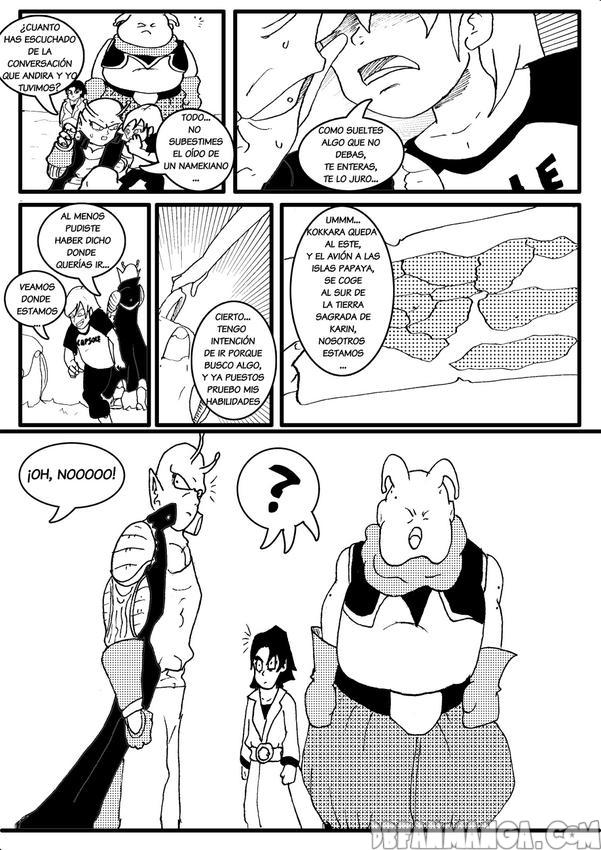 ¿CUANTO
HAS ESCUCHADO
DE LA
CONVERSACIÓN
QUE ANDIRA Y YO
TUVIMOS?
TODO...
NO
SUBESTIMES
EL OÍDO DE
UN NAMEKIANO
...
COMO SUELTES
ALGO QUE NO
DEBAS,
TE ENTERAS,
TE LO JURO...
LE
AL MENOS
PUDISTE
HABER DICHO
DONDE
QUERÍAS IR...
VEAMOS
DONDE
ESTAMOS
...
CAPSULE
CIERTO...
TENGO
INTENCIÓN
DE IR PORQUE
BUSCO ALGO,
Y YA PUESTOS
PRUEBO MIS
HABILIDADES
UMMM...
KOKKARA QUEDA
AL ESTE,
Y EL AVIÓN A LAS
ISLAS PAPAYA,
SE COGE
AL SUR DE
LA TIERRA
SAGRADA DE
KARIN,
NOSOTROS
ESTAMOS
...
¡OH, NOOOOO!
?
DBFANMANGA.COM